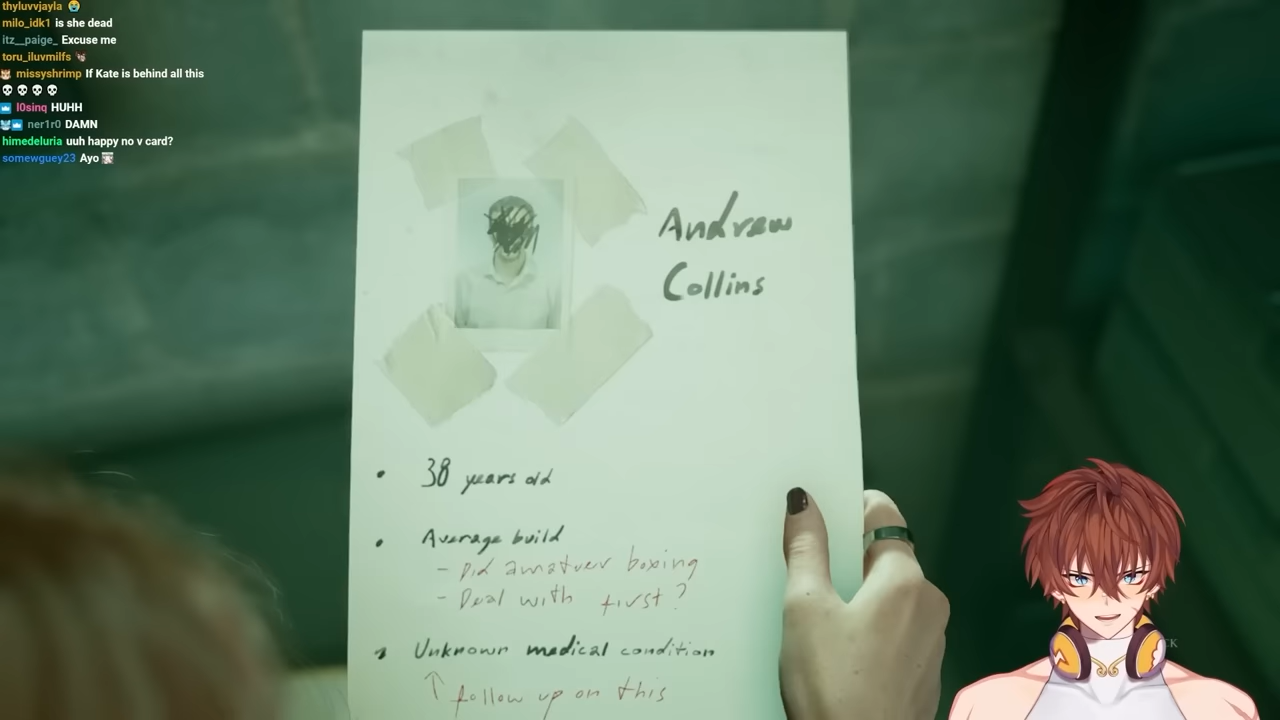 thyluvvjayla
milo_idk1 is she dead
itz__paige_ Excuse me
toru_iluvmilfs
missyshrimp If Kate is behind all this
l0sinq HUHH
ner1r0 DAMN
himedeluria uuh happy no v card?
somewguey23 Ayo
Andrew
Collins
38 years old
Average build
- Did amatuer boxing
- Deal with first?
Unknown medical condition
follow up on this